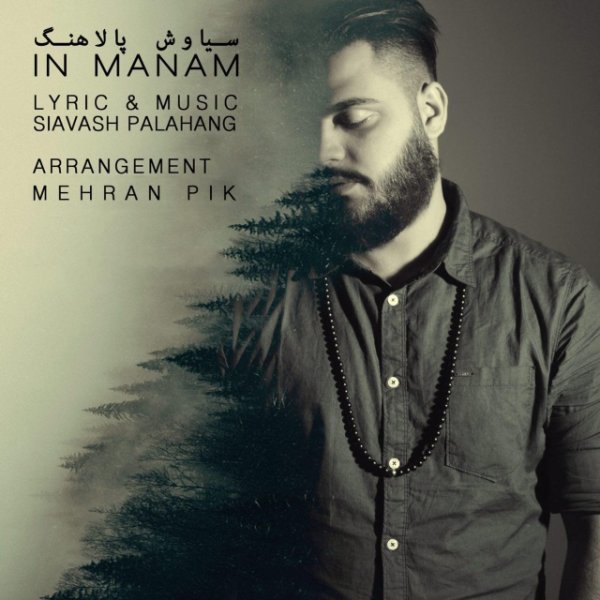 سیاوش پالاهنگ
IN MANAM
LYRIC & MUSIC
SIAVASH PALAHANG
ARRANGEMENT
MEHRAN PIK